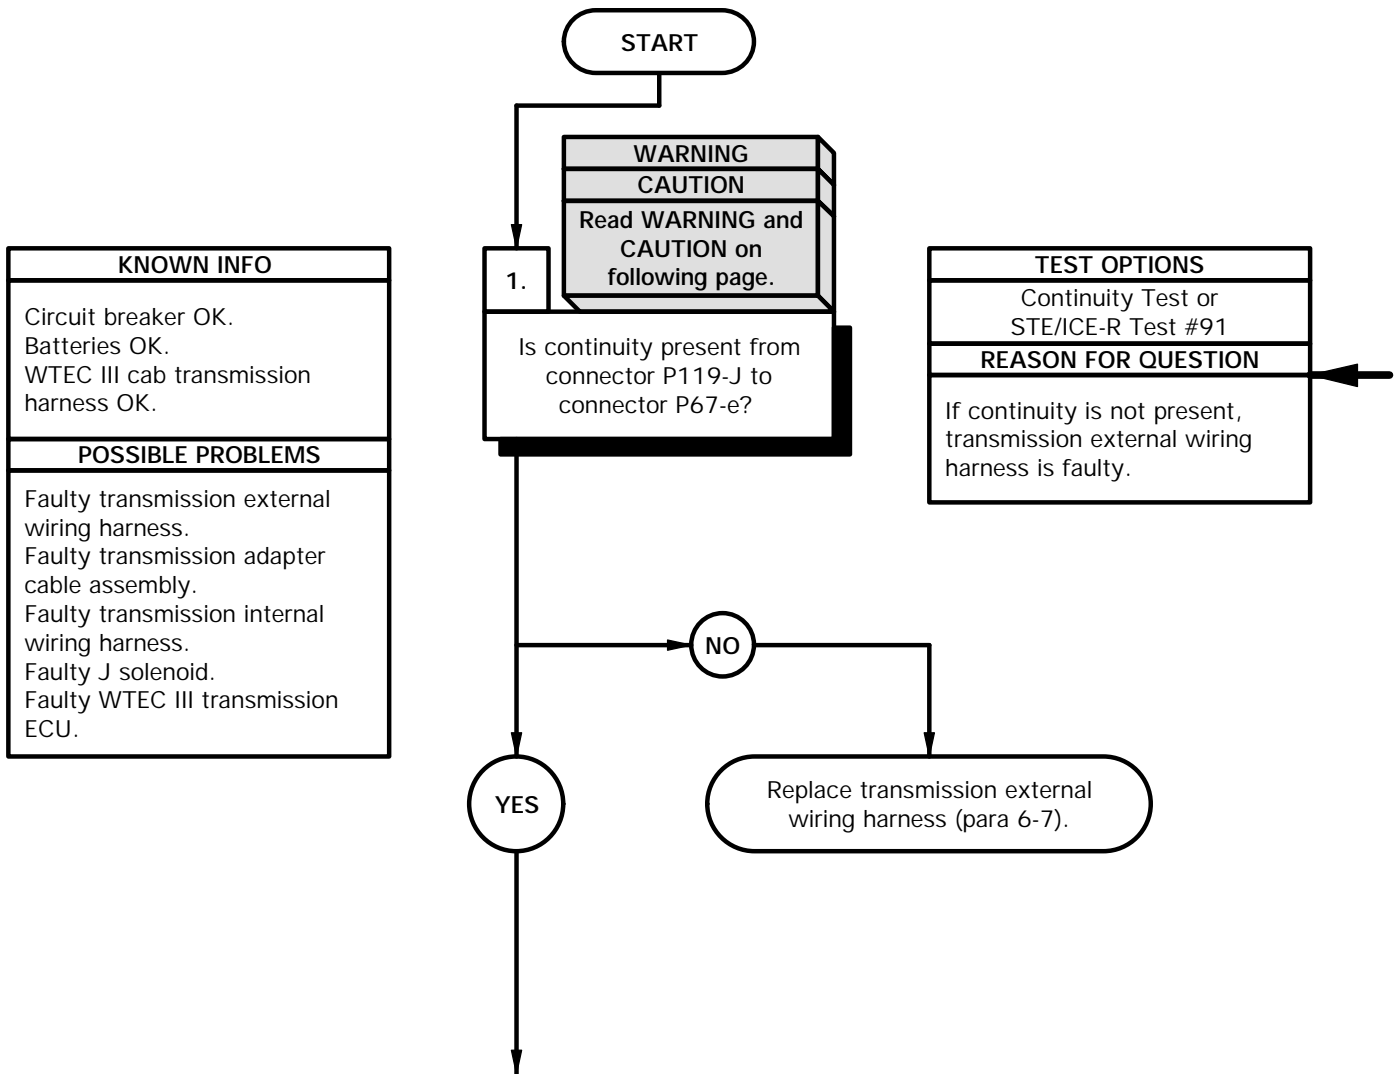 START
WARNING
CAUTION
Read WARNING and
CAUTION on
following page.
1.
Is continuity present from
connector P119-J to
connector P67-e?
KNOWN INFO
Circuit breaker OK.
Batteries OK.
WTEC III cab transmission
harness OK.
POSSIBLE PROBLEMS
Faulty transmission external
wiring harness.
Faulty transmission adapter
cable assembly.
Faulty transmission internal
wiring harness.
Faulty J solenoid.
Faulty WTEC III transmission
ECU.
TEST OPTIONS
Continuity Test or
STE/ICE-R Test #91
REASON FOR QUESTION
If continuity is not present,
transmission external wiring
harness is faulty.
NO
YES
Replace transmission external
wiring harness (para 6-7).